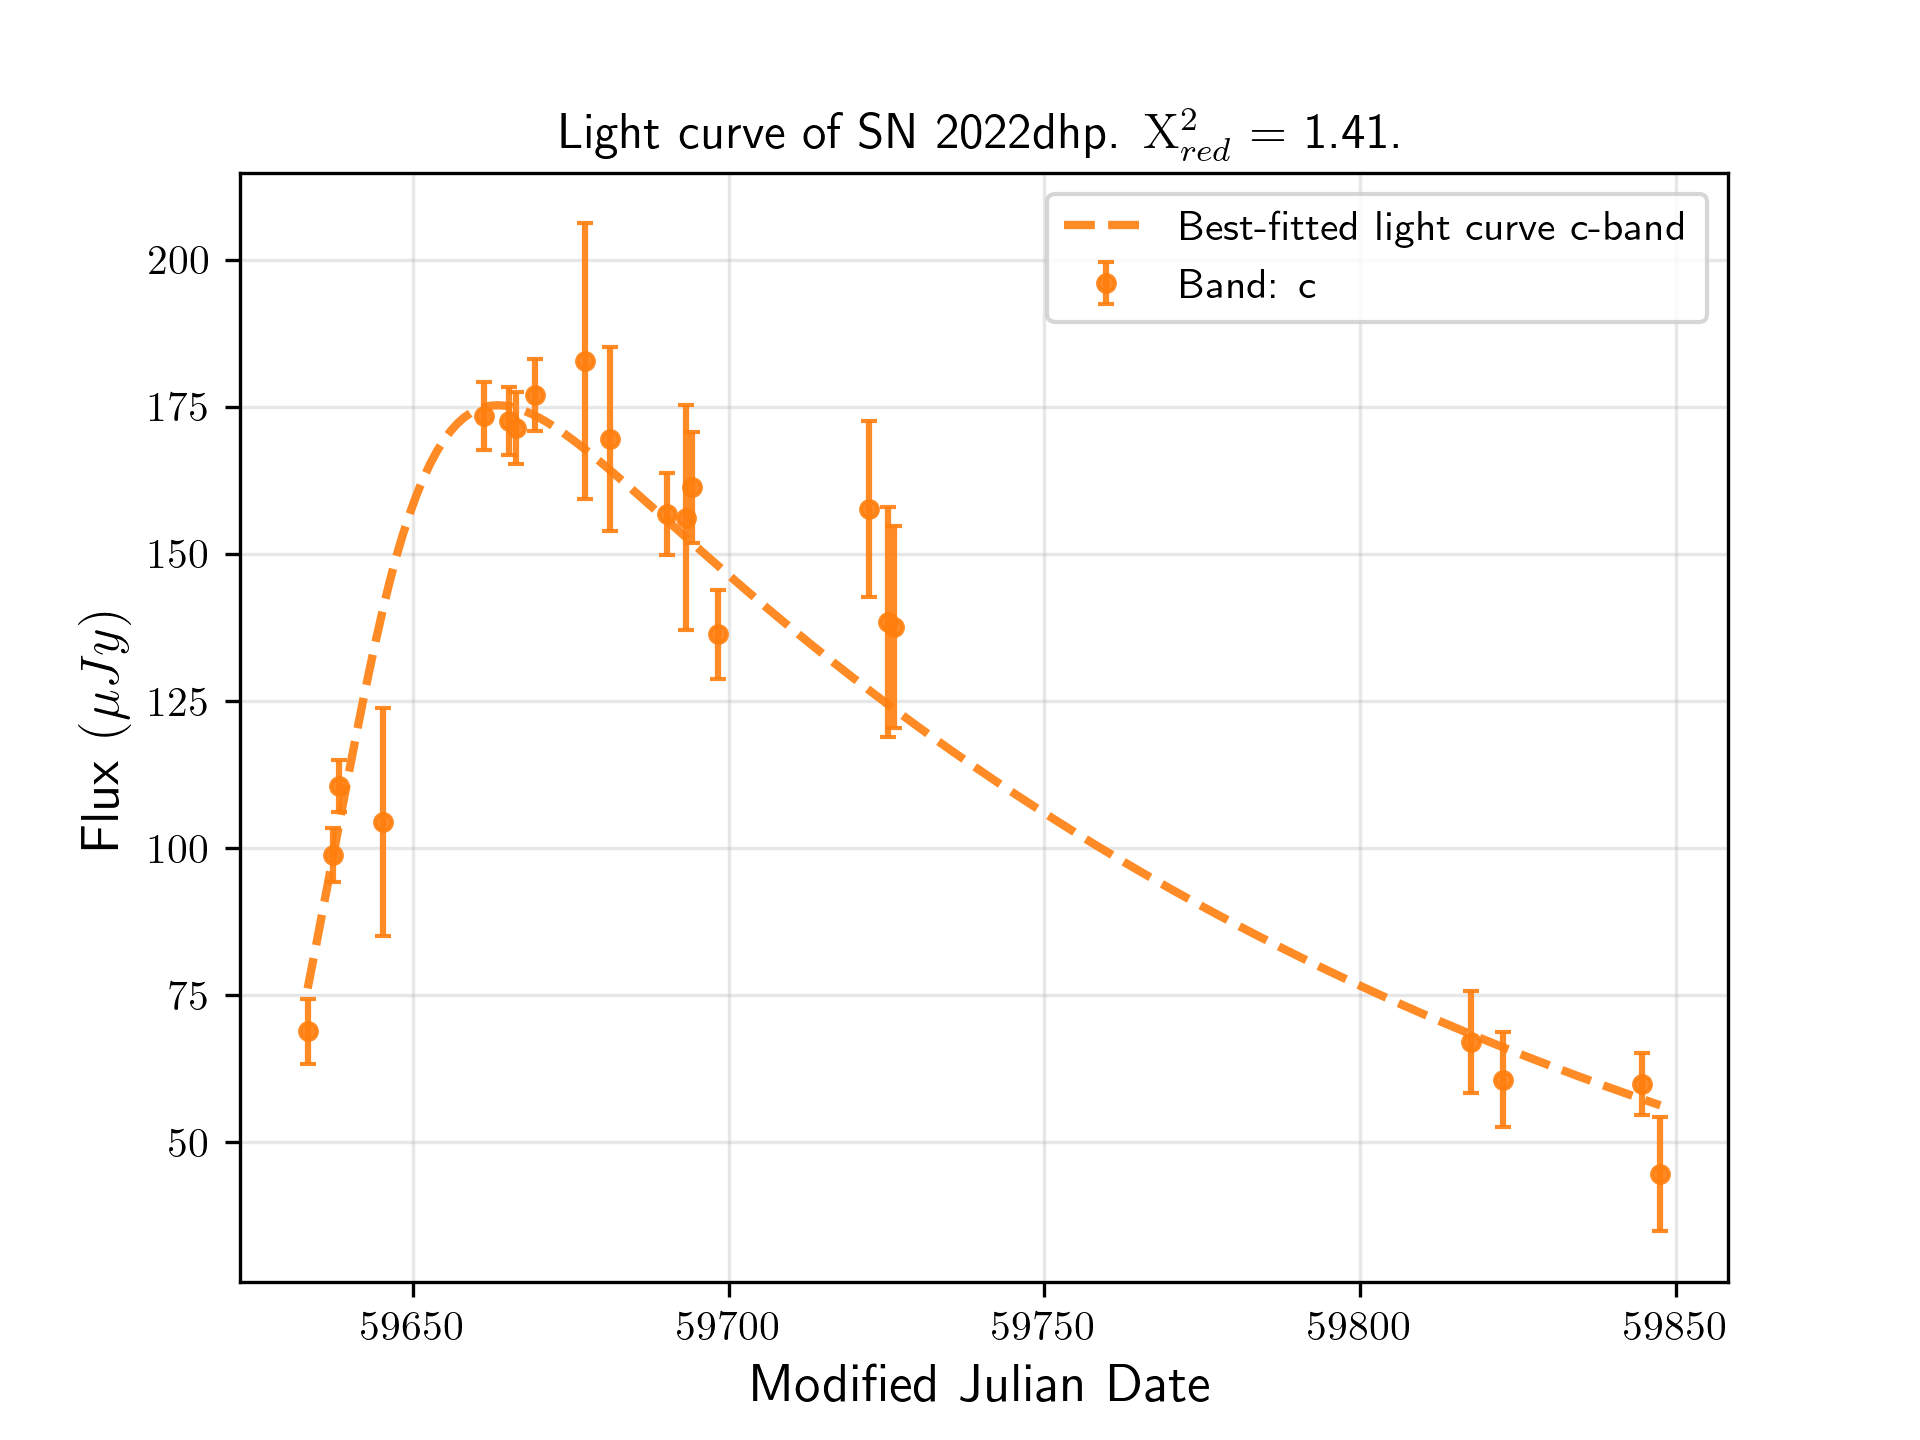 Light curve of SN 2022dhp. X²_red = 1.41.
Best-fitted light curve c-band
Band: c
Flux (μJy)
200
175
150
125
100
75
50
59650 59700 59750 59800 59850
Modified Julian Date